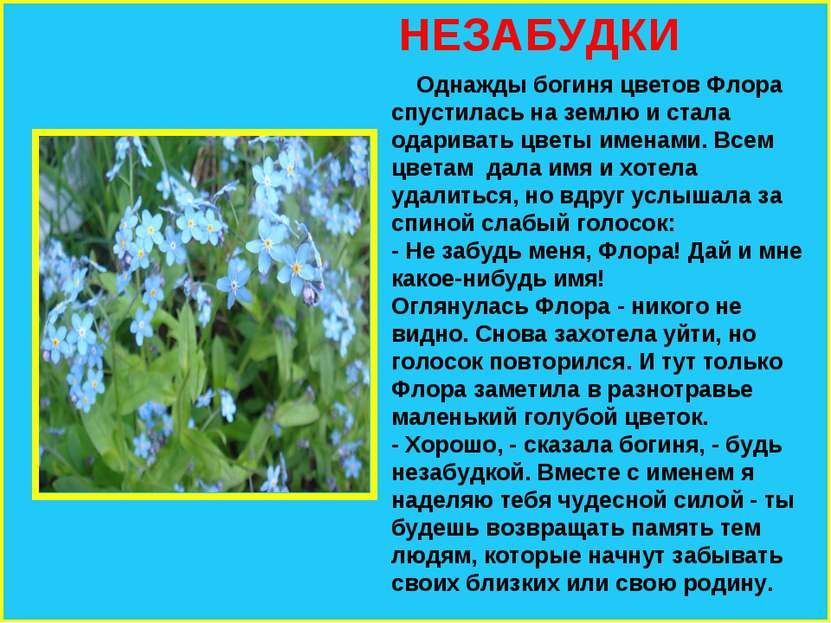 НЕЗАБУДКИ
Однажды богиня цветов Флора
спустилась на землю и стала
одаривать цветы именами. Всем
цветам дала имя и хотела
удалиться, но вдруг услышала за
спиной слабый голосок:
- Не забудь меня, Флора! Дай и мне
какое-нибудь имя!
Оглянулась Флора - никого не
видно. Снова захотела уйти, но
голосок повторился. И тут только
Флора заметила в разнотравье
маленький голубой цветок.
- Хорошо, - сказала богиня, - будь
незабудкой. Вместе с именем я
наделяю тебя чудесной силой - ты
будешь возвращать память тем
людям, которые начнут забывать
своих близких или свою родину.